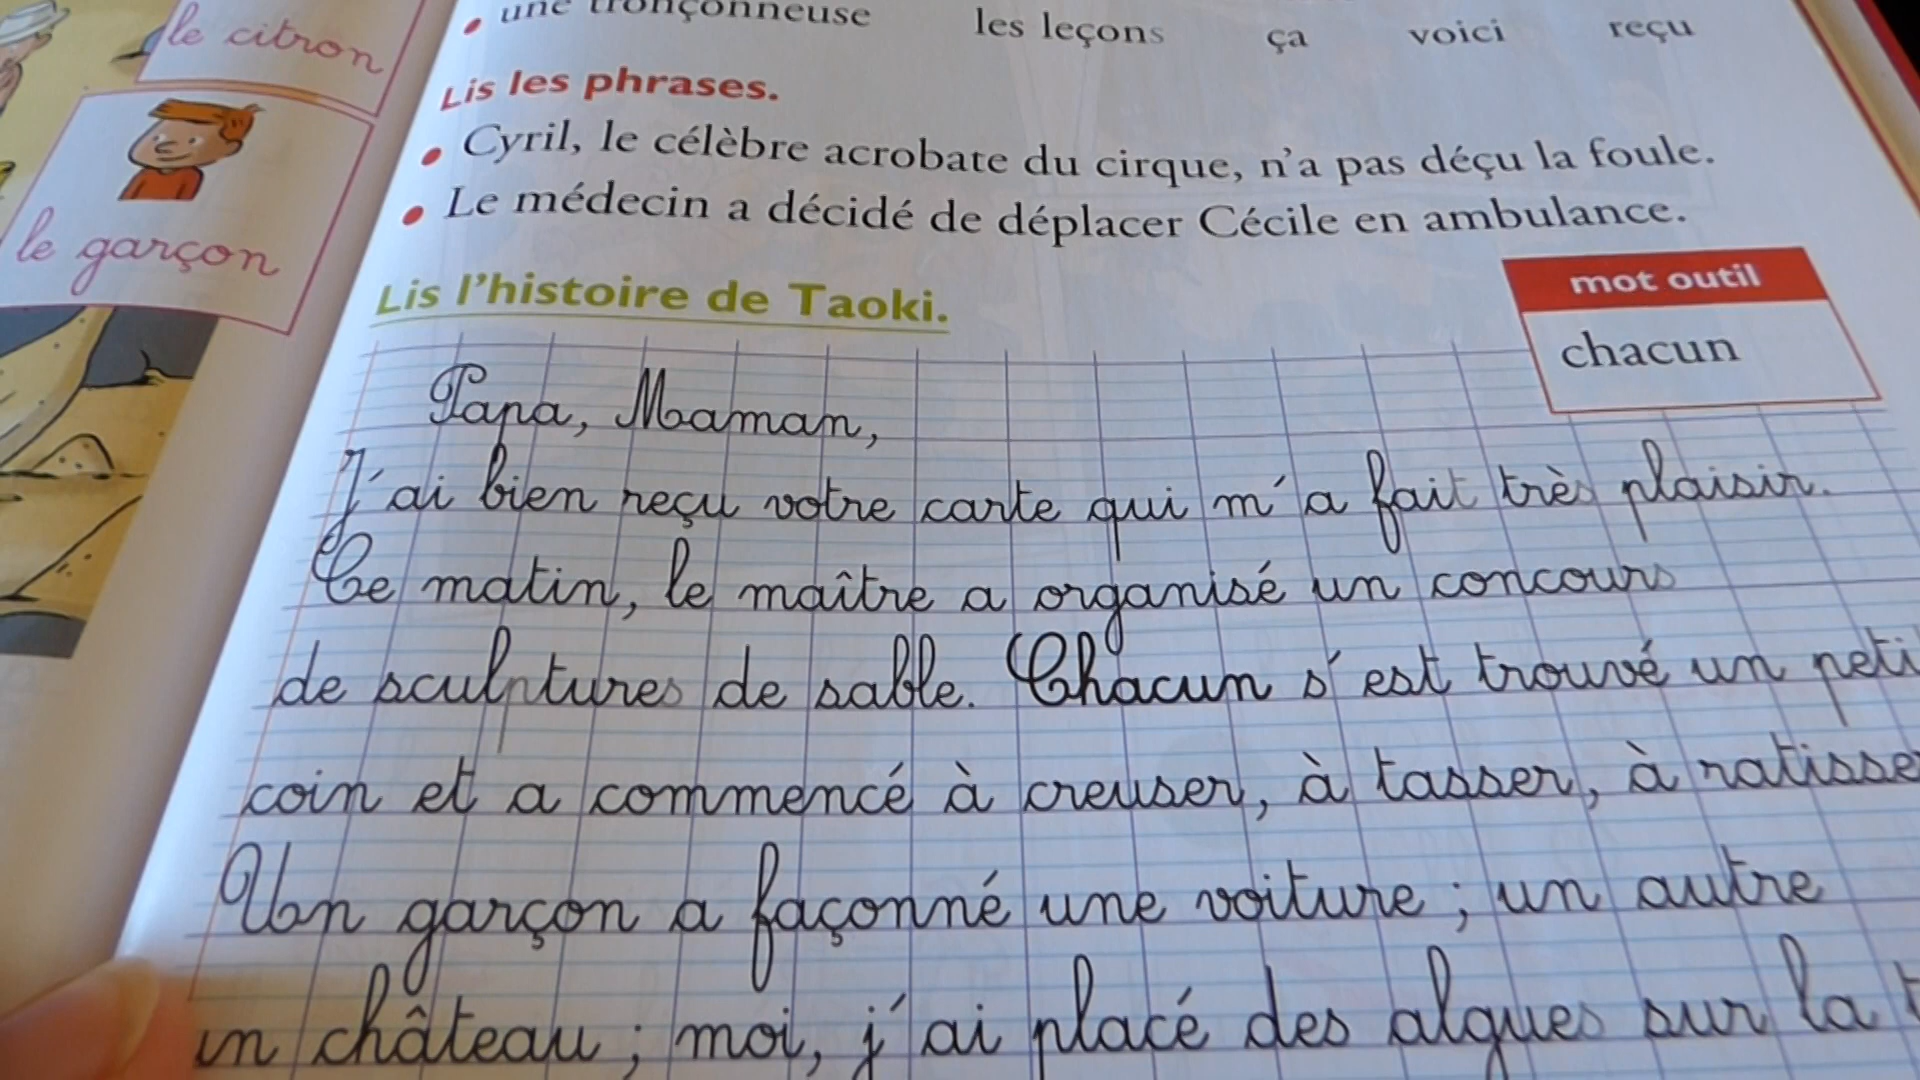 le citron
le garçon
une tronçonneuse les leçons ça voici reçu
Lis les phrases.
Cyril, le célèbre acrobate du cirque, n'a pas déçu la foule.
Le médecin a décidé de déplacer Cécile en ambulance.
Lis l'histoire de Taoki.
mot outil
chacun
Papa, Maman,
J'ai bien reçu votre carte qui m'a fait très plaisir.
Ce matin, le maître a organisé un concours
de sculptures de sable. Chacun s'est trouvé un peti
coin et a commencé à creuser, à tasser, à ratisser
Un garçon a façonné une voiture ; un autre
un château ; moi, j'ai placé des algues sur la